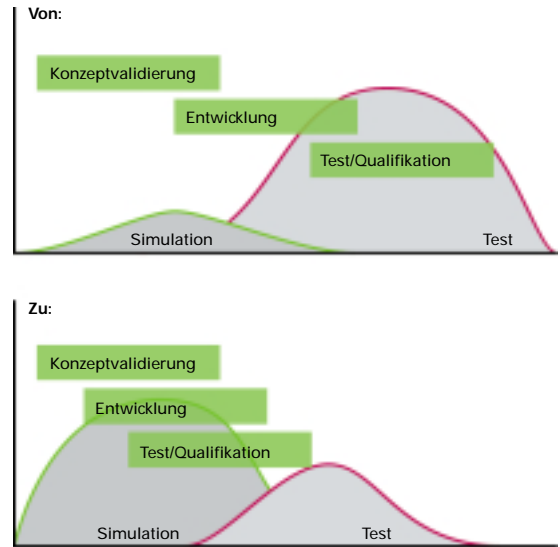 Von:
Konzeptvalidierung
Entwicklung
Test/Qualifikation
Simulation Test
Zu:
Konzeptvalidierung
Entwicklung
Test/Qualifikation
Simulation Test